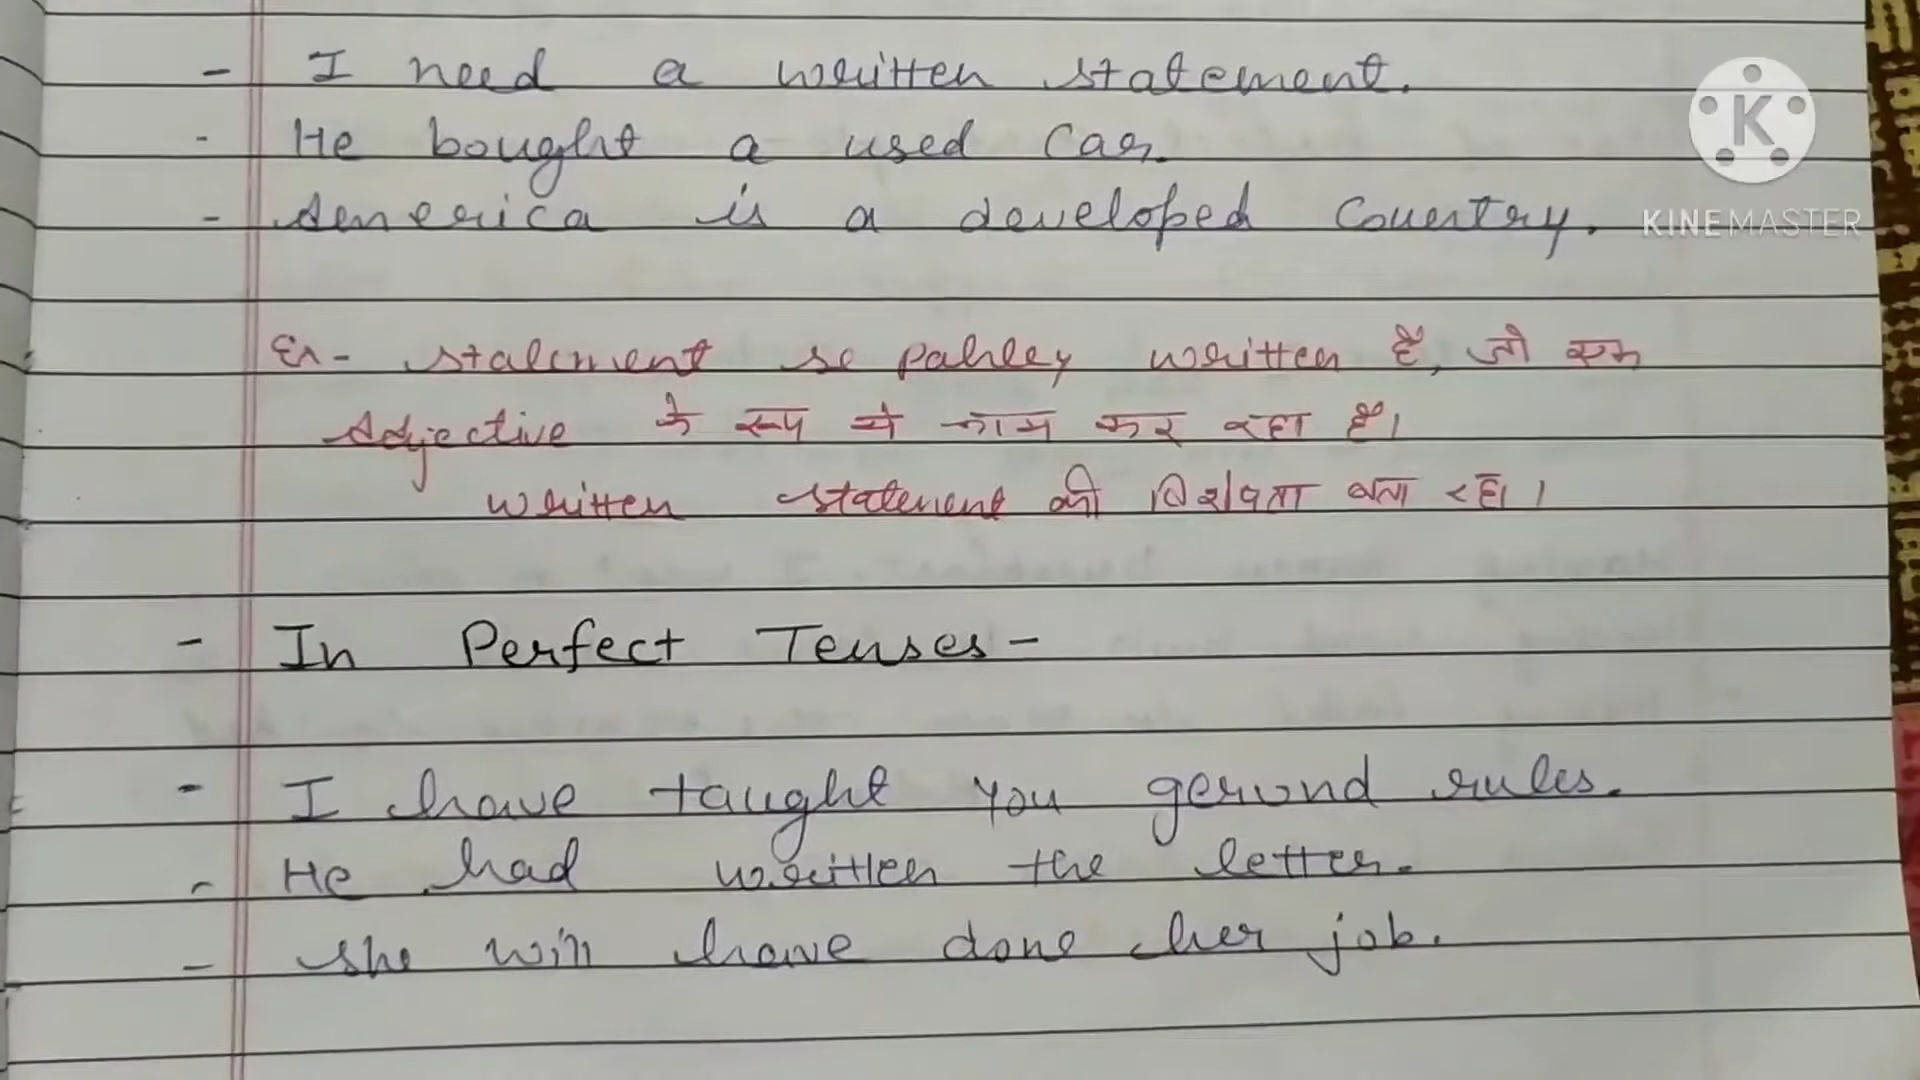 - I need a written statement.
- He bought a used car.
- America is a developed Country.
Ex- statement se pahley written है, जो एक
Adjective के रूप मे काम कर रहा है।
written statement की विशेषता बता रहा।
- In Perfect Tenses-
- I have taught you gerund rules.
- He had written the letter.
- she will have done her job.
K
KINEMASTER